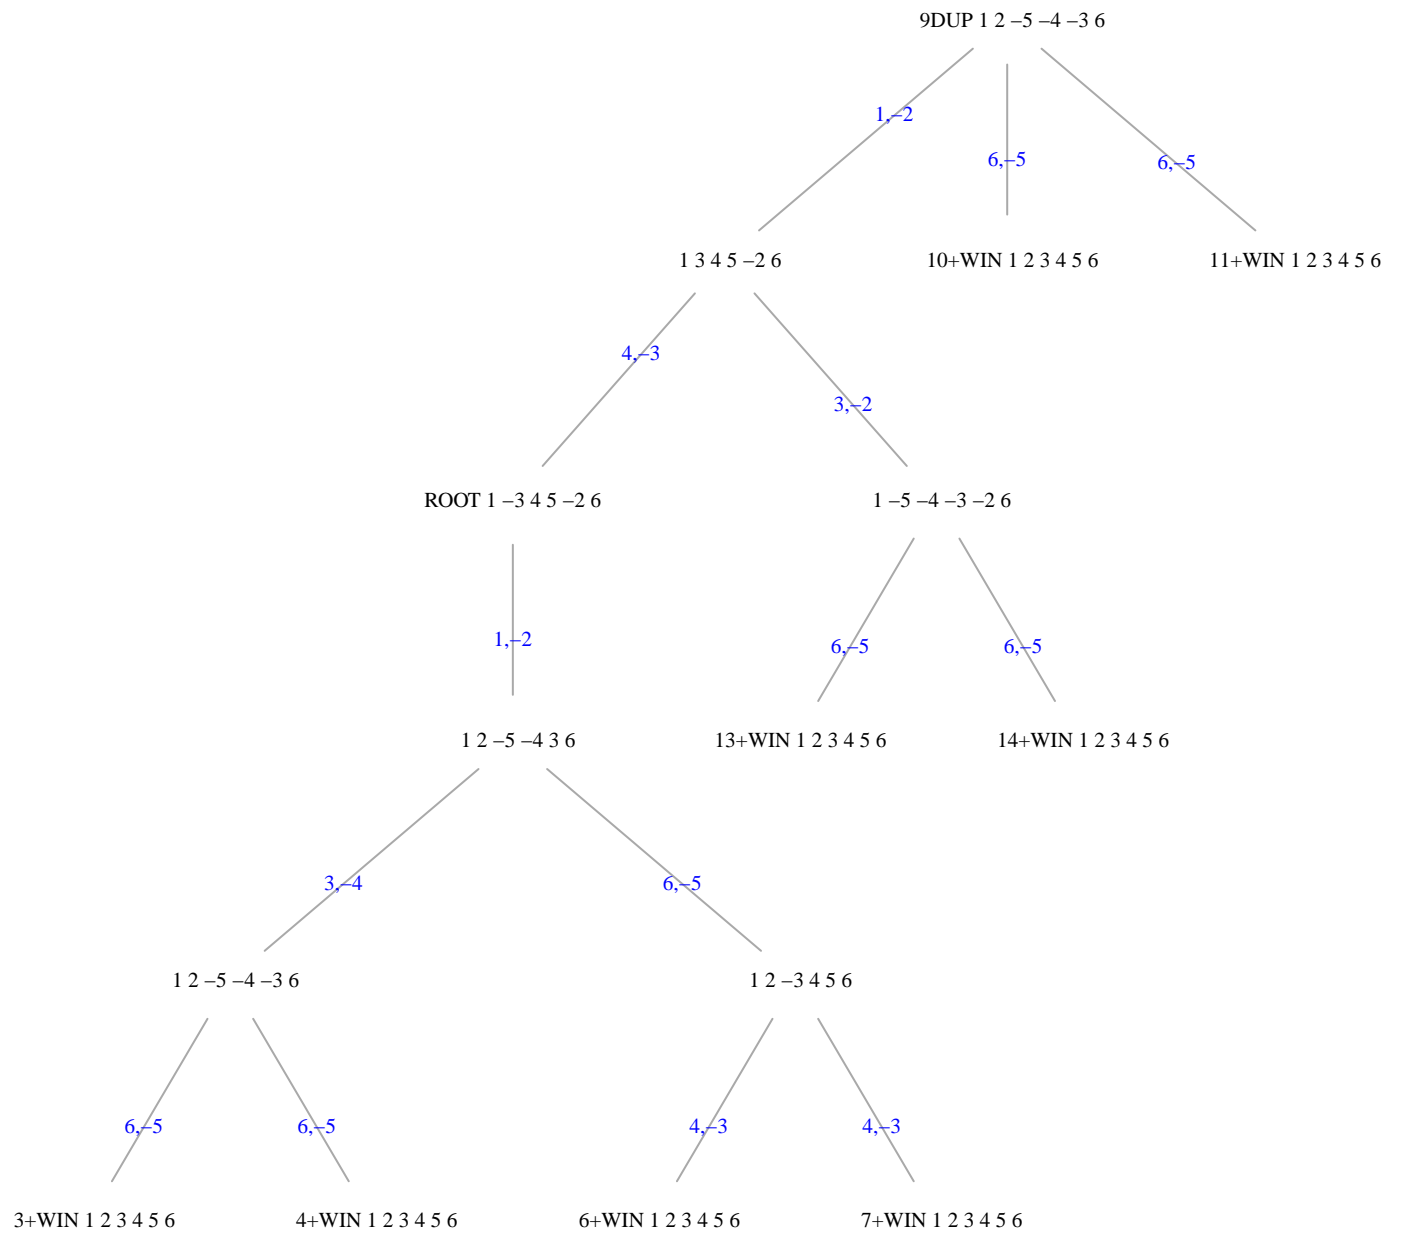 9DUP 1 2 –5 –4 –3 6
1,–2
6,–5
6,–5
1 3 4 5 –2 6
10+WIN 1 2 3 4 5 6
11+WIN 1 2 3 4 5 6
4,–3
3,–2
ROOT 1 –3 4 5 –2 6
1 –5 –4 –3 –2 6
1,–2
6,–5
6,–5
1 2 –5 –4 3 6
13+WIN 1 2 3 4 5 6
14+WIN 1 2 3 4 5 6
3,–4
6,–5
1 2 –5 –4 –3 6
1 2 –3 4 5 6
6,–5
6,–5
4,–3
4,–3
3+WIN 1 2 3 4 5 6
4+WIN 1 2 3 4 5 6
6+WIN 1 2 3 4 5 6
7+WIN 1 2 3 4 5 6